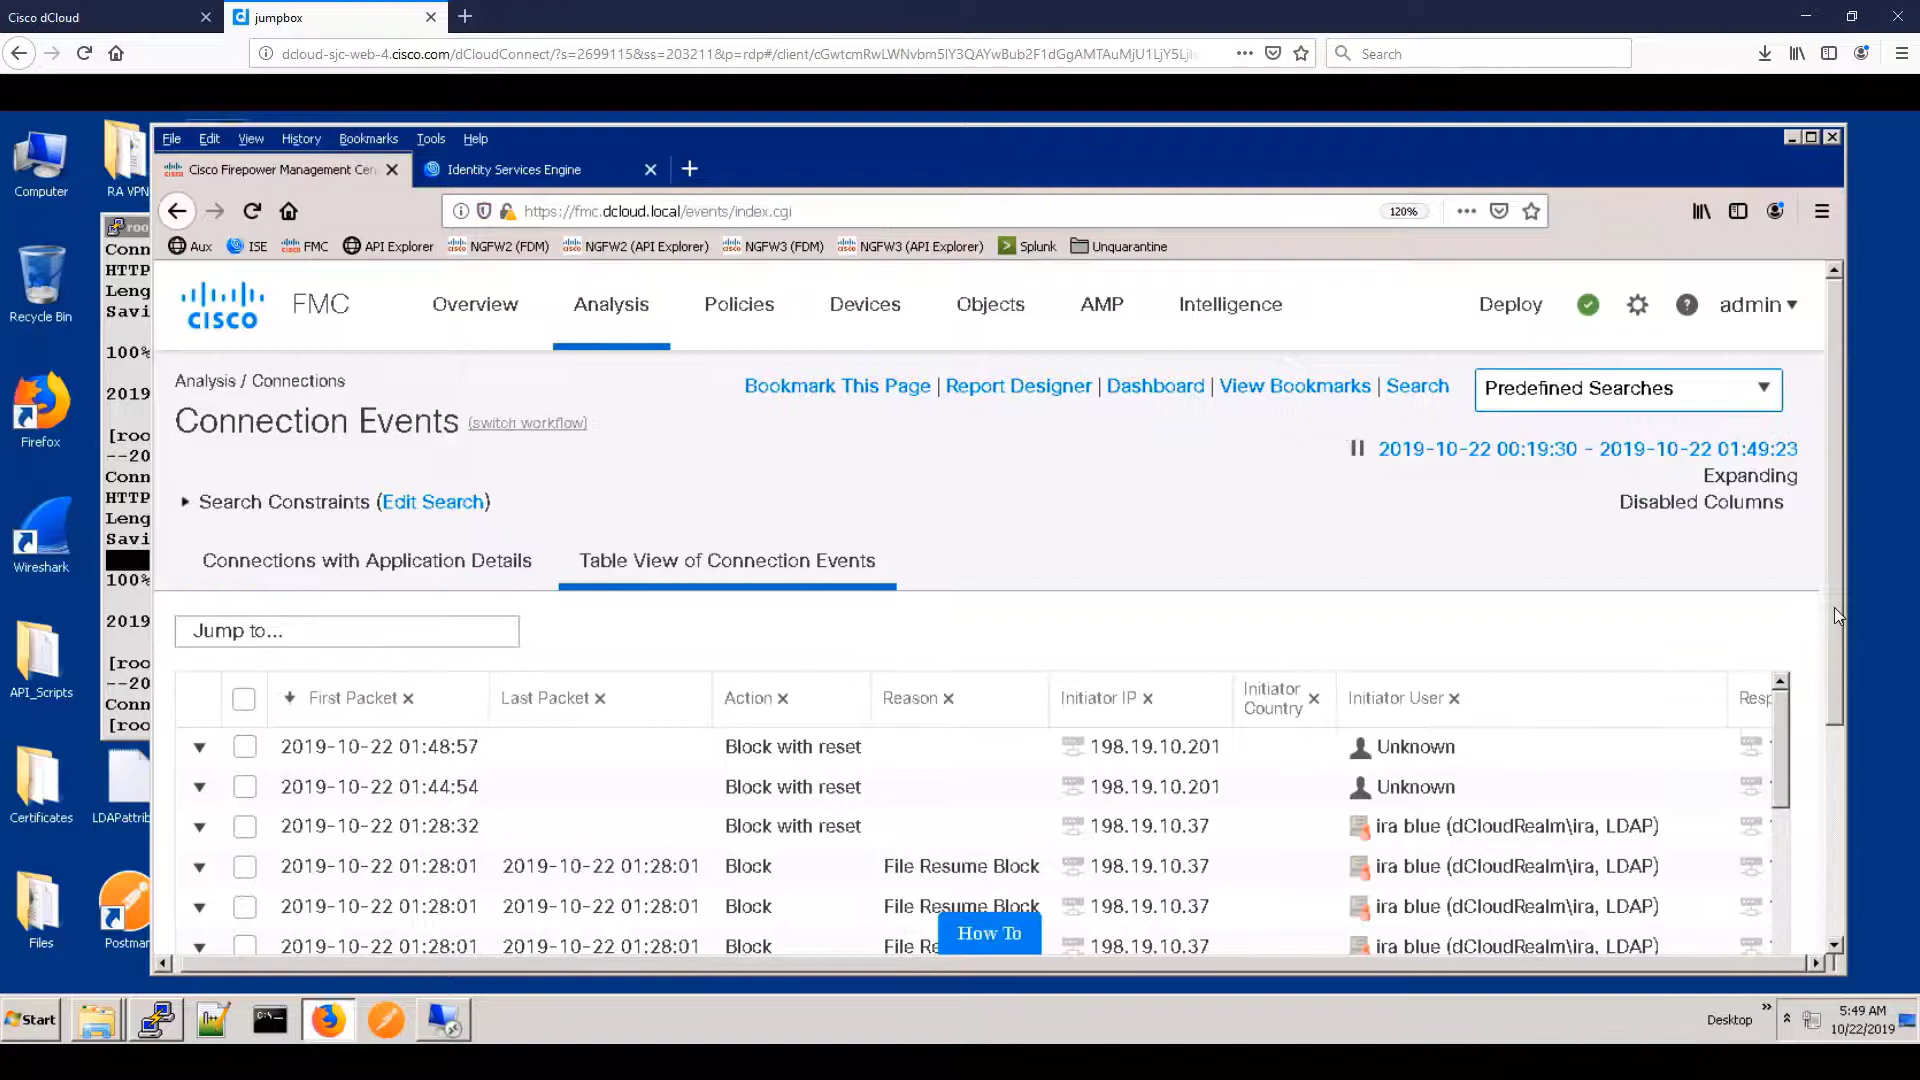 Cisco dCloud
jumpbox
dcloud-sjc-web-4.cisco.com/dCloudConnect/?s=2699115&ss=203211&p=rdp#/client/
Search
File Edit View History Bookmarks Tools Help
Cisco Firepower Management Cen
Identity Services Engine
https://fmc.dcloud.local/events/index.cgi
120%
Aux ISE FMC API Explorer NGFW2 (FDM) NGFW2 (API Explorer) NGFW3 (FDM) NGFW3 (API Explorer) Splunk Unquarantine
CISCO FMC Overview Analysis Policies Devices Objects AMP Intelligence Deploy admin
Analysis / Connections
Bookmark This Page | Report Designer | Dashboard | View Bookmarks | Search
Predefined Searches
Connection Events (switch workflow)
2019-10-22 00:19:30 - 2019-10-22 01:49:23
Expanding
Search Constraints (Edit Search)
Disabled Columns
Connections with Application Details
Table View of Connection Events
Jump to...
First Packet Last Packet Action Reason Initiator IP Initiator Country Initiator User Resp
2019-10-22 01:48:57 Block with reset 198.19.10.201 Unknown
2019-10-22 01:44:54 Block with reset 198.19.10.201 Unknown
2019-10-22 01:28:32 Block with reset 198.19.10.37 ira blue (dCloudRealm\ira, LDAP)
2019-10-22 01:28:01 2019-10-22 01:28:01 Block File Resume Block 198.19.10.37 ira blue (dCloudRealm\ira, LDAP)
2019-10-22 01:28:01 2019-10-22 01:28:01 Block File Resume Block 198.19.10.37 ira blue (dCloudRealm\ira, LDAP)
2019-10-22 01:28:01 2019-10-22 01:28:01 Block File Re 198.19.10.37 ira blue (dCloudRealm\ira, LDAP)
How To
Computer
RA VPN
Recycle Bin
Firefox
Wireshark
API_Scripts
Certificates
LDAPattrib
Files
Postman
roo
Conn
HTTP
Leng
Savi
100%
2019
[roo
--20
Conn
HTTP
Leng
Savi
100%
2019
[roo
--20
Conn
[roo
Start
Desktop
5:49 AM
10/22/2019